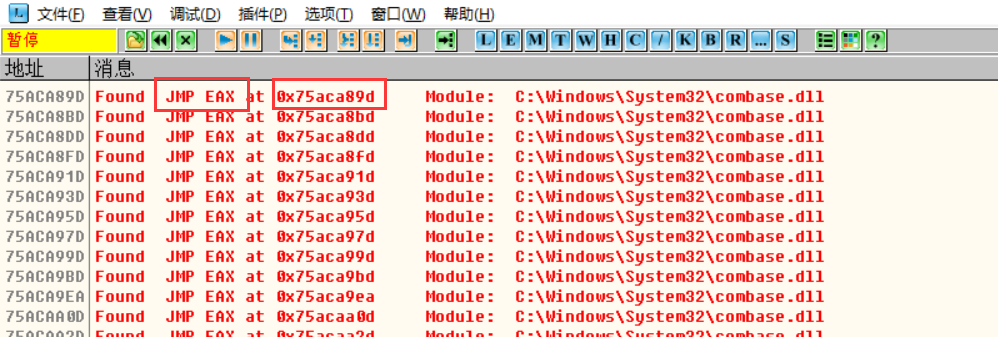 L 文件(F) 查看(V) 调试(D) 插件(P) 选项(T) 窗口(W) 帮助(H)
暂停 L E M T W H C / K B R ... S ?
地址 消息
75ACA89D Found JMP EAX at 0x75aca89d Module: C:\Windows\System32\combase.dll
75ACA8BD Found JMP EAX at 0x75aca8bd Module: C:\Windows\System32\combase.dll
75ACA8DD Found JMP EAX at 0x75aca8dd Module: C:\Windows\System32\combase.dll
75ACA8FD Found JMP EAX at 0x75aca8fd Module: C:\Windows\System32\combase.dll
75ACA91D Found JMP EAX at 0x75aca91d Module: C:\Windows\System32\combase.dll
75ACA93D Found JMP EAX at 0x75aca93d Module: C:\Windows\System32\combase.dll
75ACA95D Found JMP EAX at 0x75aca95d Module: C:\Windows\System32\combase.dll
75ACA97D Found JMP EAX at 0x75aca97d Module: C:\Windows\System32\combase.dll
75ACA99D Found JMP EAX at 0x75aca99d Module: C:\Windows\System32\combase.dll
75ACA9BD Found JMP EAX at 0x75aca9bd Module: C:\Windows\System32\combase.dll
75ACA9EA Found JMP EAX at 0x75aca9ea Module: C:\Windows\System32\combase.dll
75ACAA0D Found JMP EAX at 0x75acaa0d Module: C:\Windows\System32\combase.dll
75ACAA2D Found JMP EAX at 0x75acaa2d Module: C:\Windows\System32\combase.dll